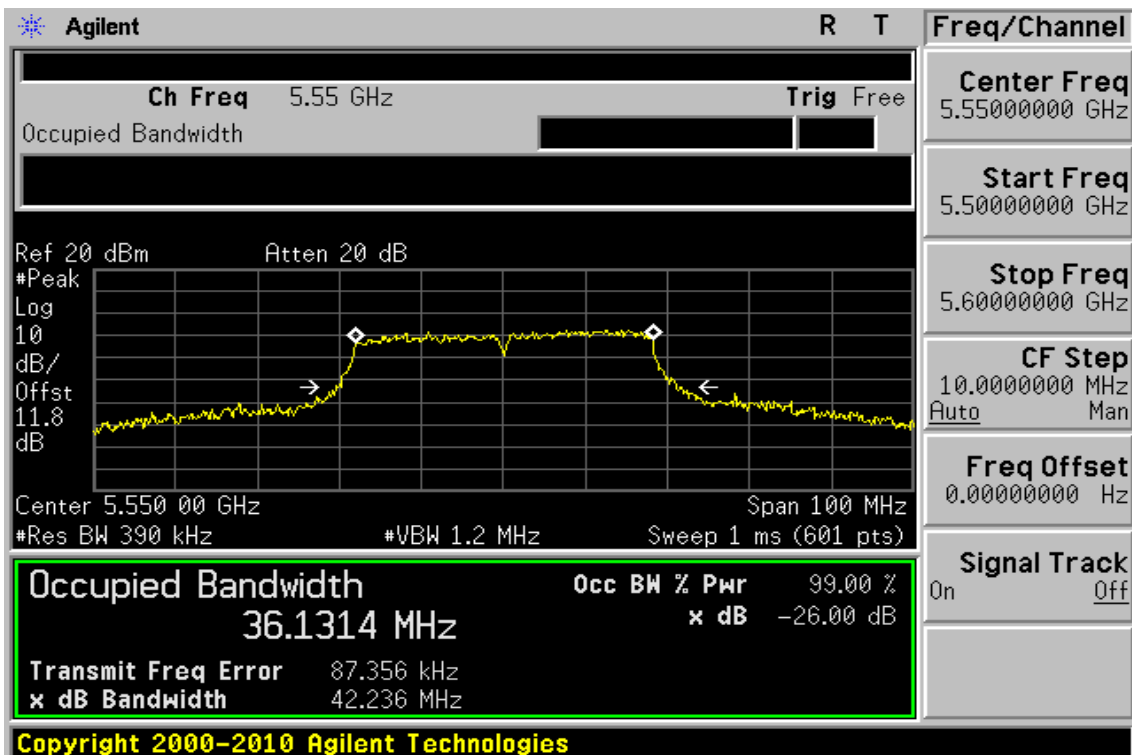 Agilent R T
Ch Freq 5.55 GHz Trig Free
Occupied Bandwidth
Ref 20 dBm Atten 20 dB
#Peak
Log
10
dB/
Offst
11.8
dB
Center 5.550 00 GHz Span 100 MHz
#Res BW 390 kHz #VBW 1.2 MHz Sweep 1 ms (601 pts)
Occupied Bandwidth
36.1314 MHz
Occ BW % Pwr 99.00 %
x dB -26.00 dB
Transmit Freq Error 87.356 kHz
x dB Bandwidth 42.236 MHz
Copyright 2000-2010 Agilent Technologies
Freq/Channel
Center Freq
5.55000000 GHz
Start Freq
5.50000000 GHz
Stop Freq
5.60000000 GHz
CF Step
10.0000000 MHz
Auto Man
Freq Offset
0.00000000 Hz
Signal Track
On Off